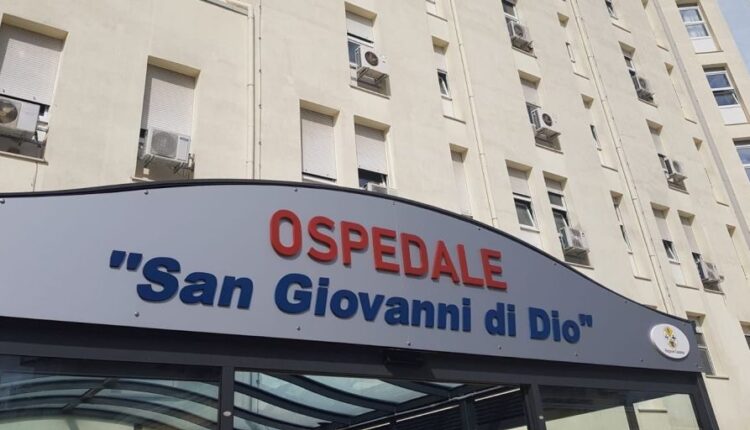 OSPEDALE
"San Giovanni di Dio"